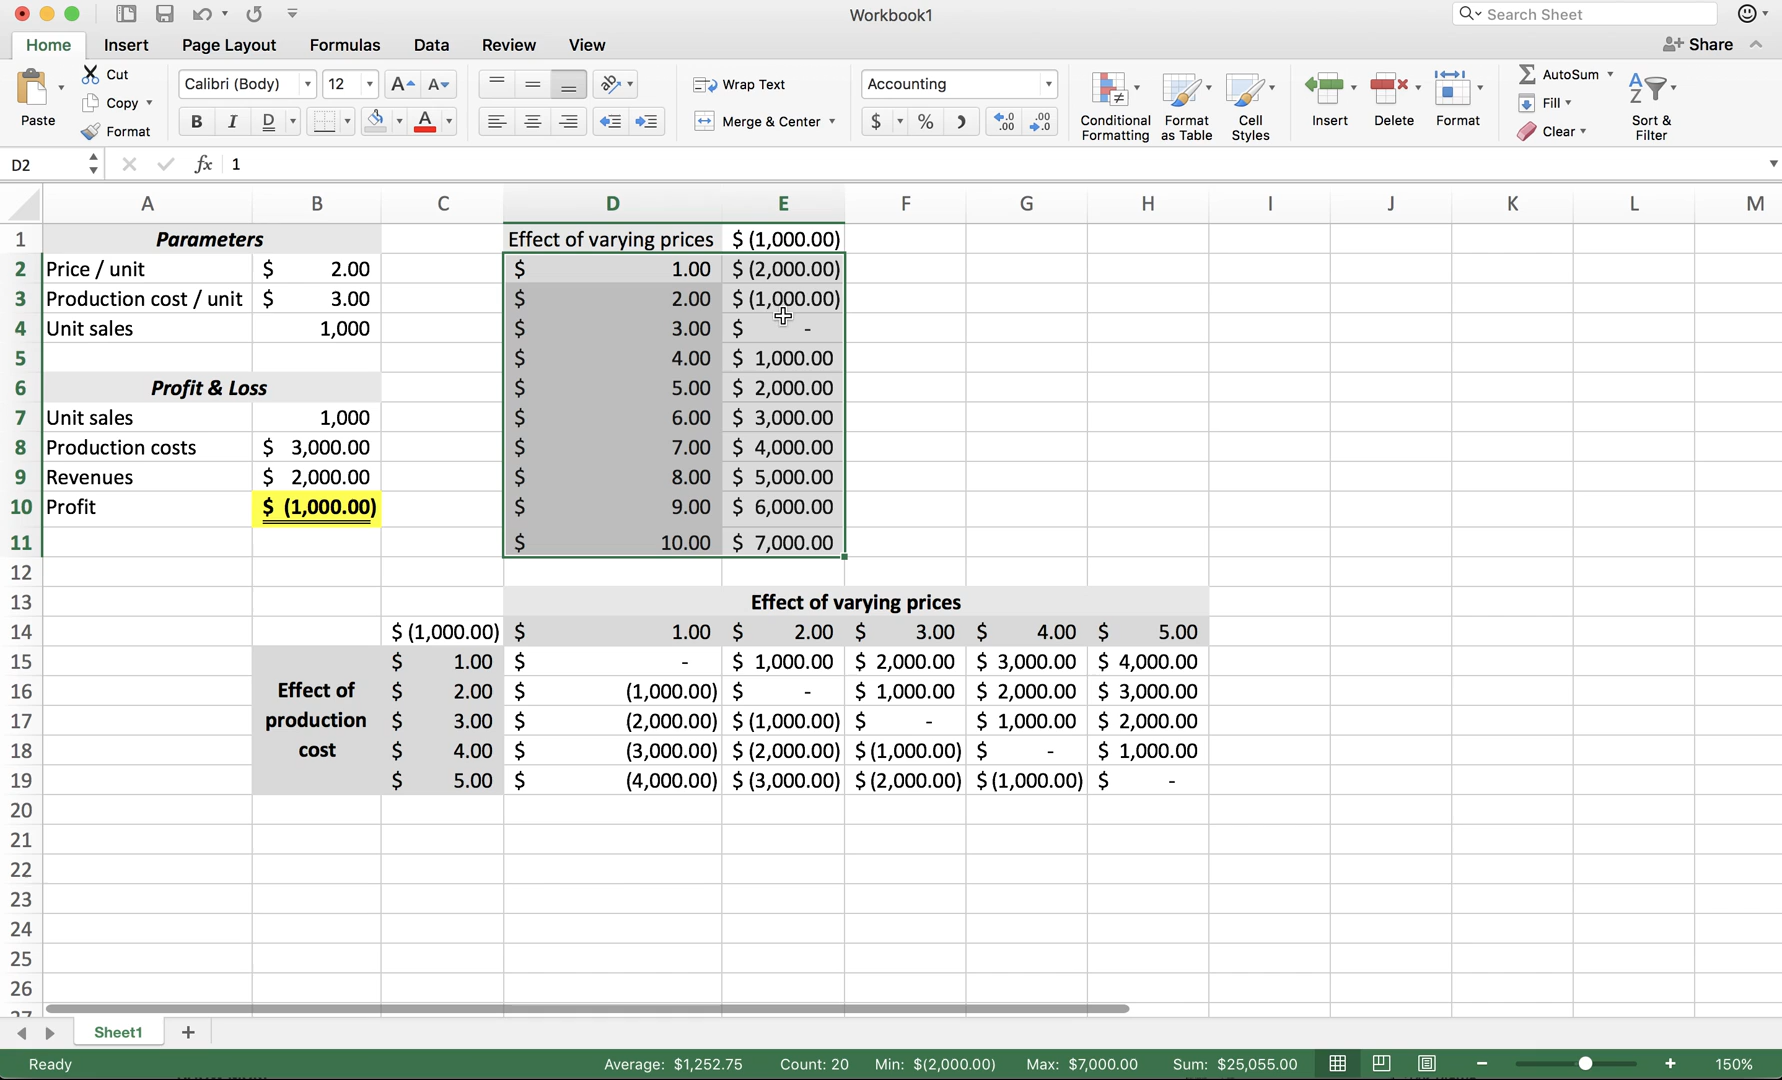 Workbook1
Search Sheet
Home Insert Page Layout Formulas Data Review View Share
Paste
Cut
Copy
Format
Calibri (Body) 12
B I D A
Wrap Text
Merge & Center
Accounting
$ % )
Conditional Formatting
Format as Table
Cell Styles
Insert
Delete
Format
AutoSum
Fill
Clear
Sort & Filter
D2 fx 1
A B C D E F G H I J K L M
1 Parameters Effect of varying prices $ (1,000.00)
2 Price / unit $ 2.00 $ 1.00 $ (2,000.00)
3 Production cost / unit $ 3.00 $ 2.00 $ (1,000.00)
4 Unit sales 1,000 $ 3.00 $ -
5 $ 4.00 $ 1,000.00
6 Profit & Loss $ 5.00 $ 2,000.00
7 Unit sales 1,000 $ 6.00 $ 3,000.00
8 Production costs $ 3,000.00 $ 7.00 $ 4,000.00
9 Revenues $ 2,000.00 $ 8.00 $ 5,000.00
10 Profit $ (1,000.00) $ 9.00 $ 6,000.00
11 $ 10.00 $ 7,000.00
12
13 Effect of varying prices
14 $ (1,000.00) $ 1.00 $ 2.00 $ 3.00 $ 4.00 $ 5.00
15 $ 1.00 $ - $ 1,000.00 $ 2,000.00 $ 3,000.00 $ 4,000.00
16 Effect of $ 2.00 $ (1,000.00) $ - $ 1,000.00 $ 2,000.00 $ 3,000.00
17 production $ 3.00 $ (2,000.00) $ (1,000.00) $ - $ 1,000.00 $ 2,000.00
18 cost $ 4.00 $ (3,000.00) $ (2,000.00) $ (1,000.00) $ - $ 1,000.00
19 $ 5.00 $ (4,000.00) $ (3,000.00) $ (2,000.00) $ (1,000.00) $ -
20
21
22
23
24
25
26
Sheet1 +
Ready Average: $1,252.75 Count: 20 Min: $(2,000.00) Max: $7,000.00 Sum: $25,055.00 150%